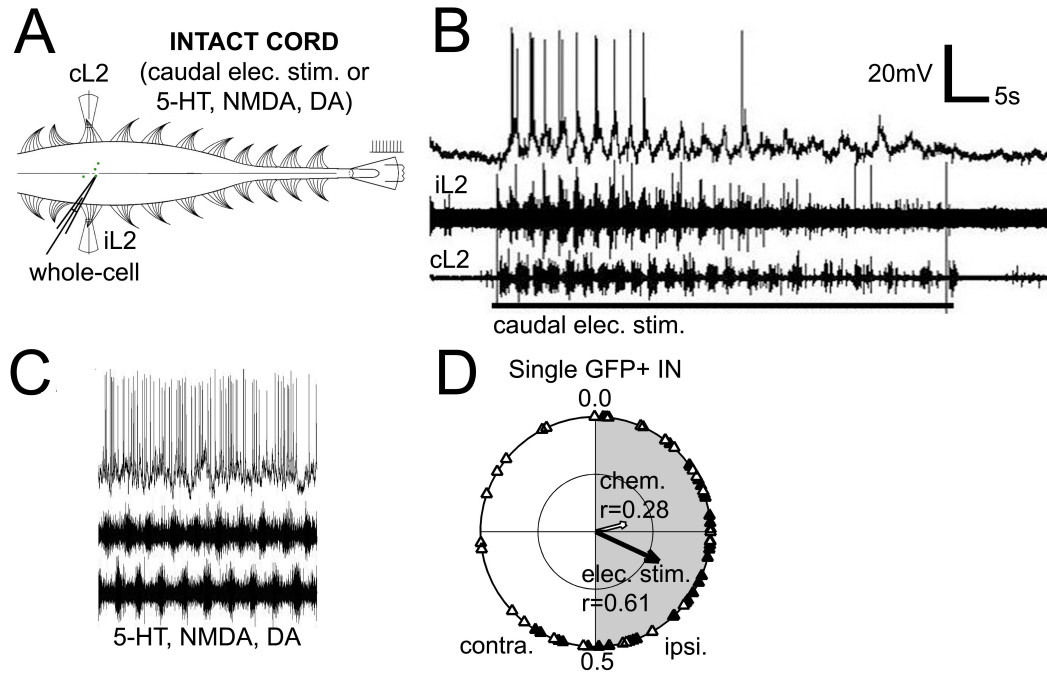 A
INTACT CORD
(caudal elec. stim. or
5-HT, NMDA, DA)
cL2
iL2
whole-cell
B
20mV
5s
iL2
cL2
caudal elec. stim.
C
5-HT, NMDA, DA
D
Single GFP+ IN
0.0
chem.
r=0.28
elec. stim.
r=0.61
contra.
0.5
ipsi.